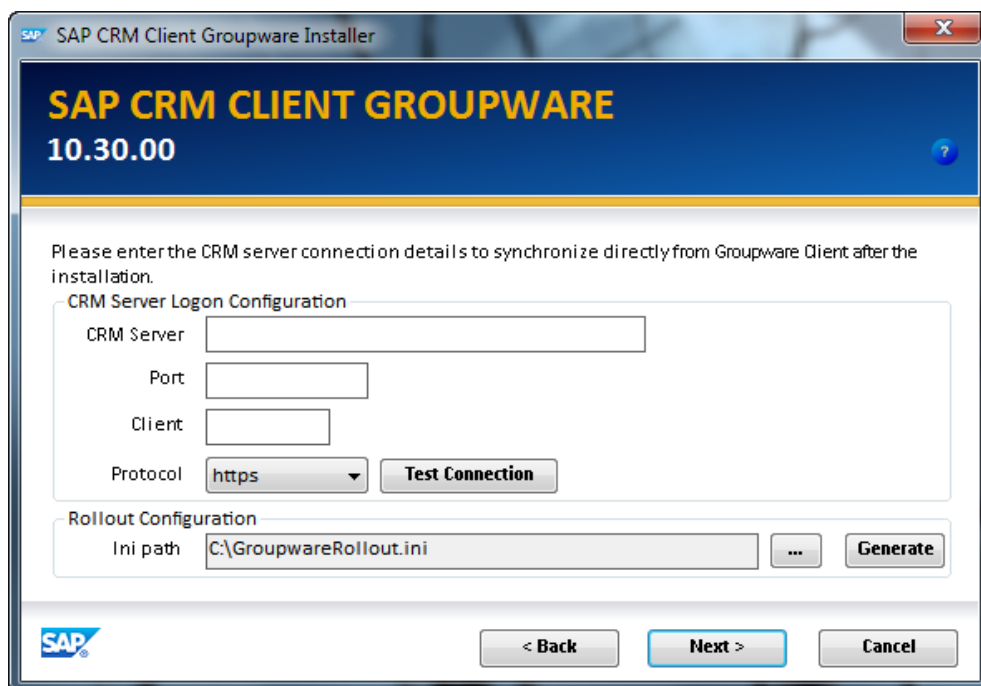 SAP SAP CRM Client Groupware Installer
SAP CRM CLIENT GROUPWARE
10.30.00
?
Please enter the CRM server connection details to synchronize directly from Groupware Client after the
installation.
CRM Server Logon Configuration
CRM Server
Port
Client
Protocol https Test Connection
Rollout Configuration
Ini path C:\GroupwareRollout.ini ... Generate
SAP® < Back Next > Cancel